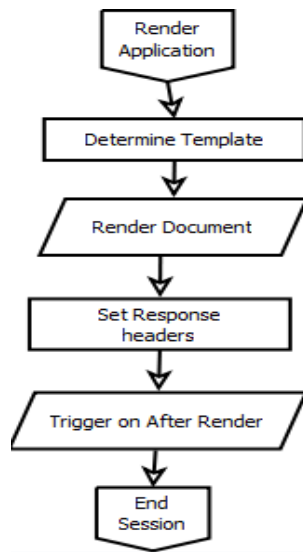 Render
Application
Determine Template
Render Document
Set Response
headers
Trigger on After Render
End
Session